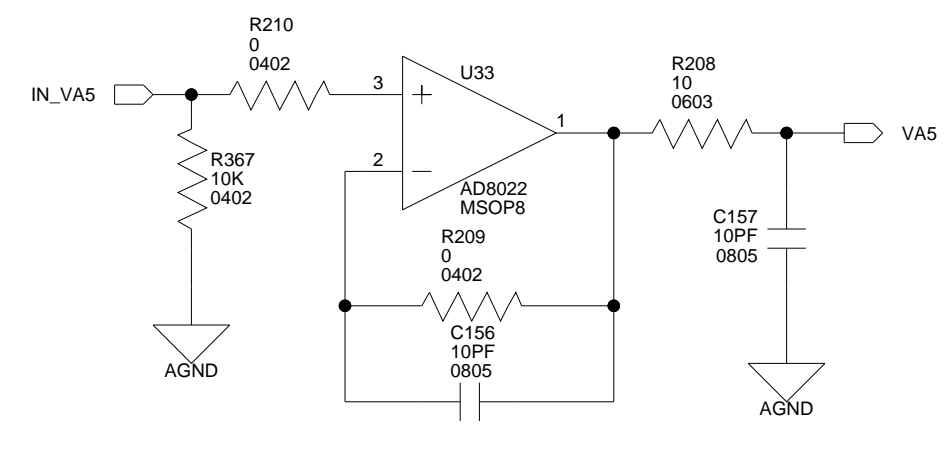 R210
0
0402
IN_VA5
3
+
U33
R208
10
0603
1
VA5
R367
10K
0402
2
−
AD8022
MSOP8
R209
0
0402
C157
10PF
0805
C156
10PF
0805
AGND
AGND